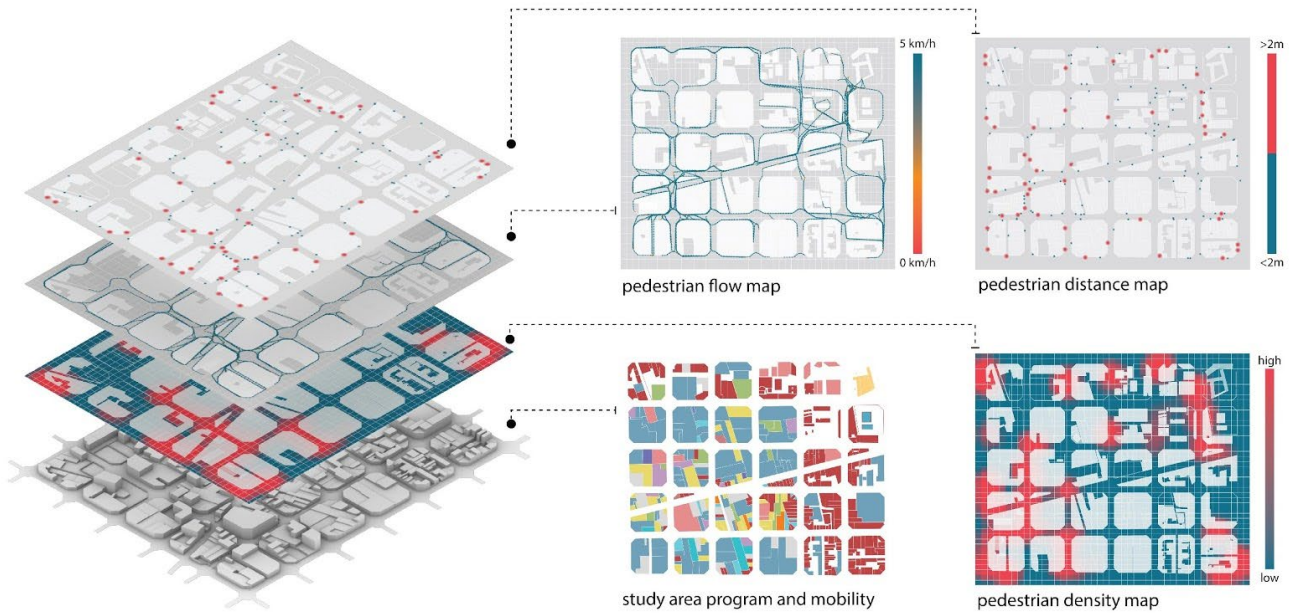 5 km/h
0 km/h
pedestrian flow map
>2m
<2m
pedestrian distance map
study area program and mobility
high
low
pedestrian density map